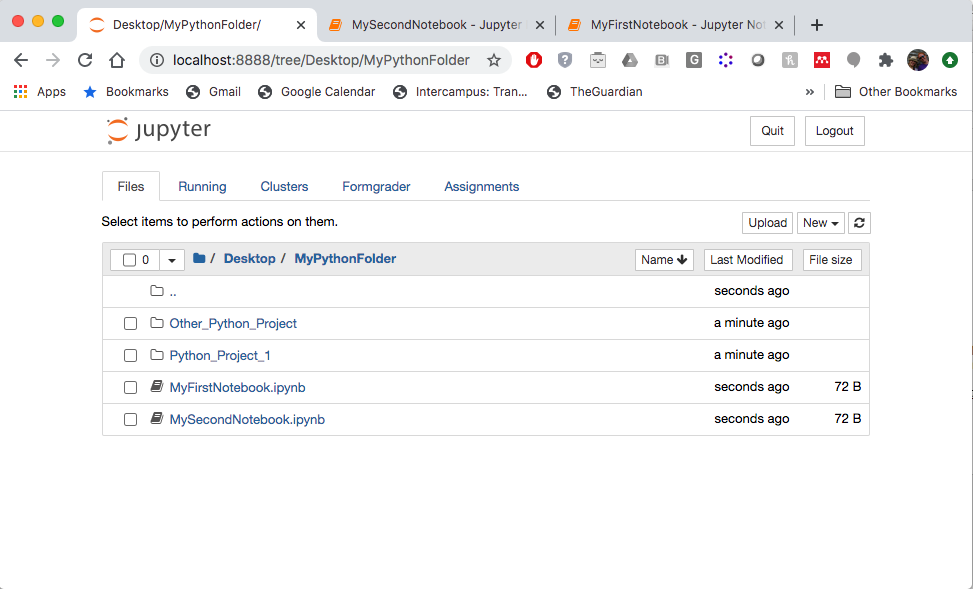 Desktop/MyPythonFolder/ MySecondNotebook - Jupyter MyFirstNotebook - Jupyter Not
localhost:8888/tree/Desktop/MyPythonFolder
Apps Bookmarks Gmail Google Calendar Intercampus: Tran... TheGuardian » Other Bookmarks
jupyter Quit Logout
Files Running Clusters Formgrader Assignments
Select items to perform actions on them. Upload New
0 / Desktop / MyPythonFolder Name Last Modified File size
.. seconds ago
Other_Python_Project a minute ago
Python_Project_1 a minute ago
MyFirstNotebook.ipynb seconds ago 72 B
MySecondNotebook.ipynb seconds ago 72 B